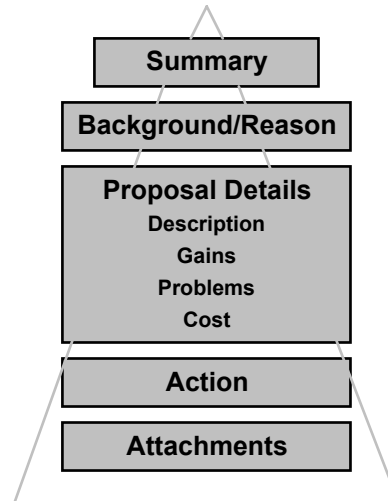 Summary
Background/Reason
Proposal Details
Description
Gains
Problems
Cost
Action
Attachments